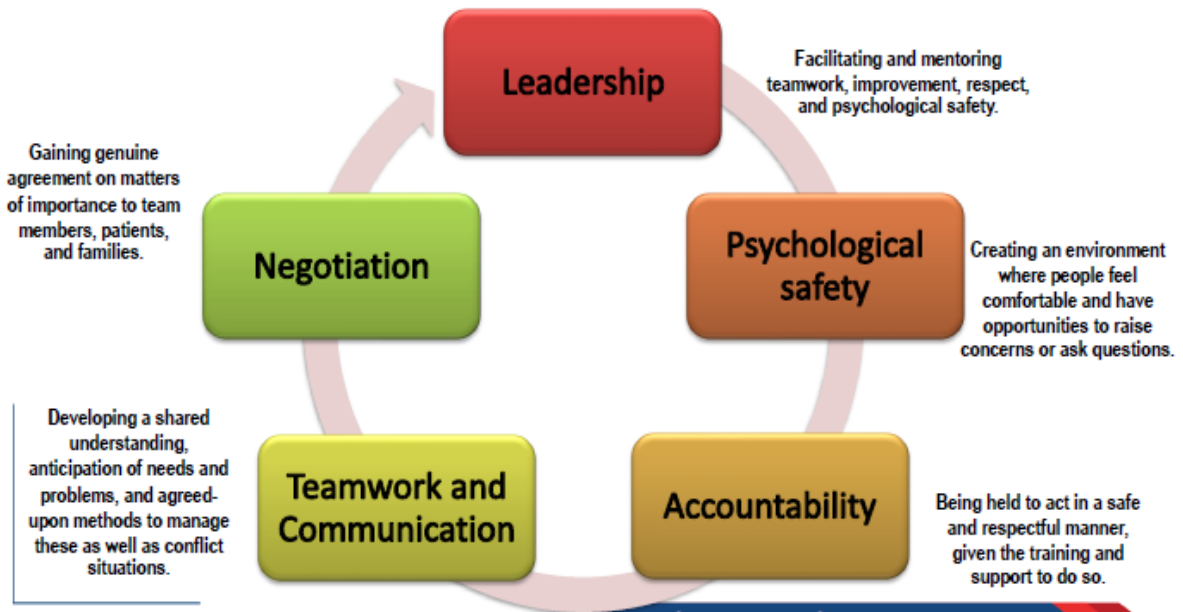 Leadership
Facilitating and mentoring
teamwork, improvement, respect,
and psychological safety.
Psychological
safety
Creating an environment
where people feel
comfortable and have
opportunities to raise
concerns or ask questions.
Accountability
Being held to act in a safe
and respectful manner,
given the training and
support to do so.
Teamwork and
Communication
Developing a shared
understanding,
anticipation of needs and
problems, and agreed-
upon methods to manage
these as well as conflict
situations.
Negotiation
Gaining genuine
agreement on matters
of importance to team
members, patients,
and families.